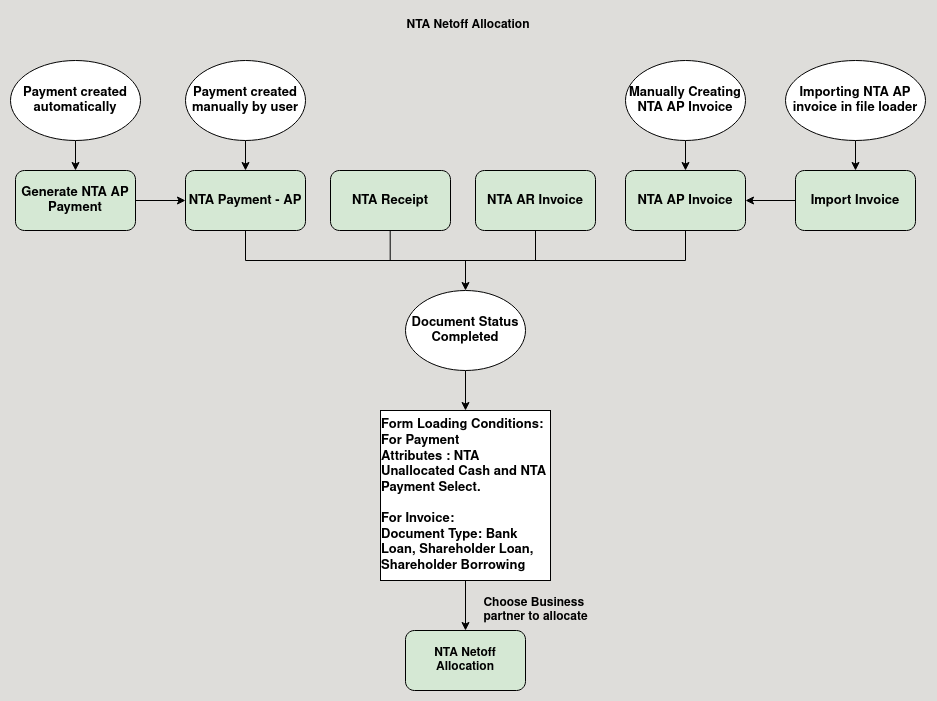 NTA Netoff Allocation
Payment created
automatically
Payment created
manually by user
Manually Creating
NTA AP Invoice
Importing NTA AP
invoice in file loader
Generate NTA AP
Payment
NTA Payment - AP
NTA Receipt
NTA AR Invoice
NTA AP Invoice
Import Invoice
Document Status
Completed
Form Loading Conditions:
For Payment
Attributes : NTA
Unallocated Cash and NTA
Payment Select.
For Invoice:
Document Type: Bank
Loan, Shareholder Loan,
Shareholder Borrowing
Choose Business
partner to allocate
NTA Netoff
Allocation